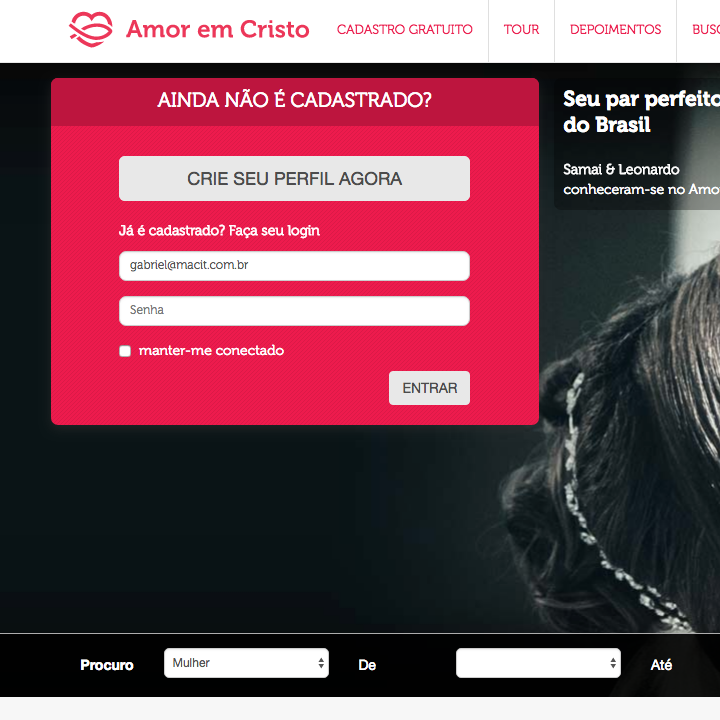 Amor em Cristo
CADASTRO GRATUITO
TOUR
DEPOIMENTOS
AINDA NÃO É CADASTRADO?
CRIE SEU PERFIL AGORA
Já é cadastrado? Faça seu login
gabriel@macit.com.br
Senha
manter-me conectado
ENTRAR
Seu par perfeito
do Brasil
Samai & Leonardo
conheceram-se no
Procuro
Mulher
De
Até